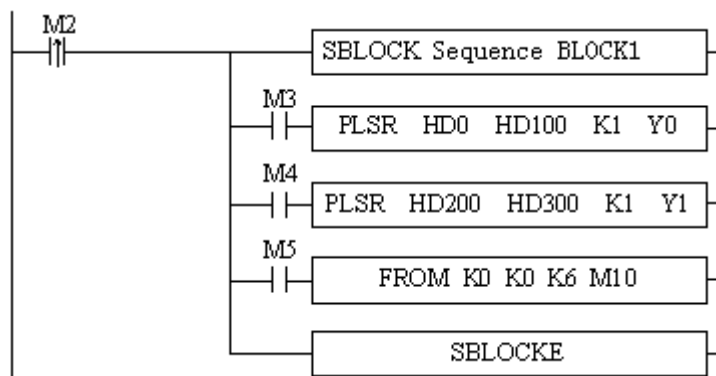 M2
SBLOCK Sequence BLOCK1
M3
PLSR HD0 HD100 K1 Y0
M4
PLSR HD200 HD300 K1 Y1
M5
FROM K0 K0 K6 M10
SBLOCKE